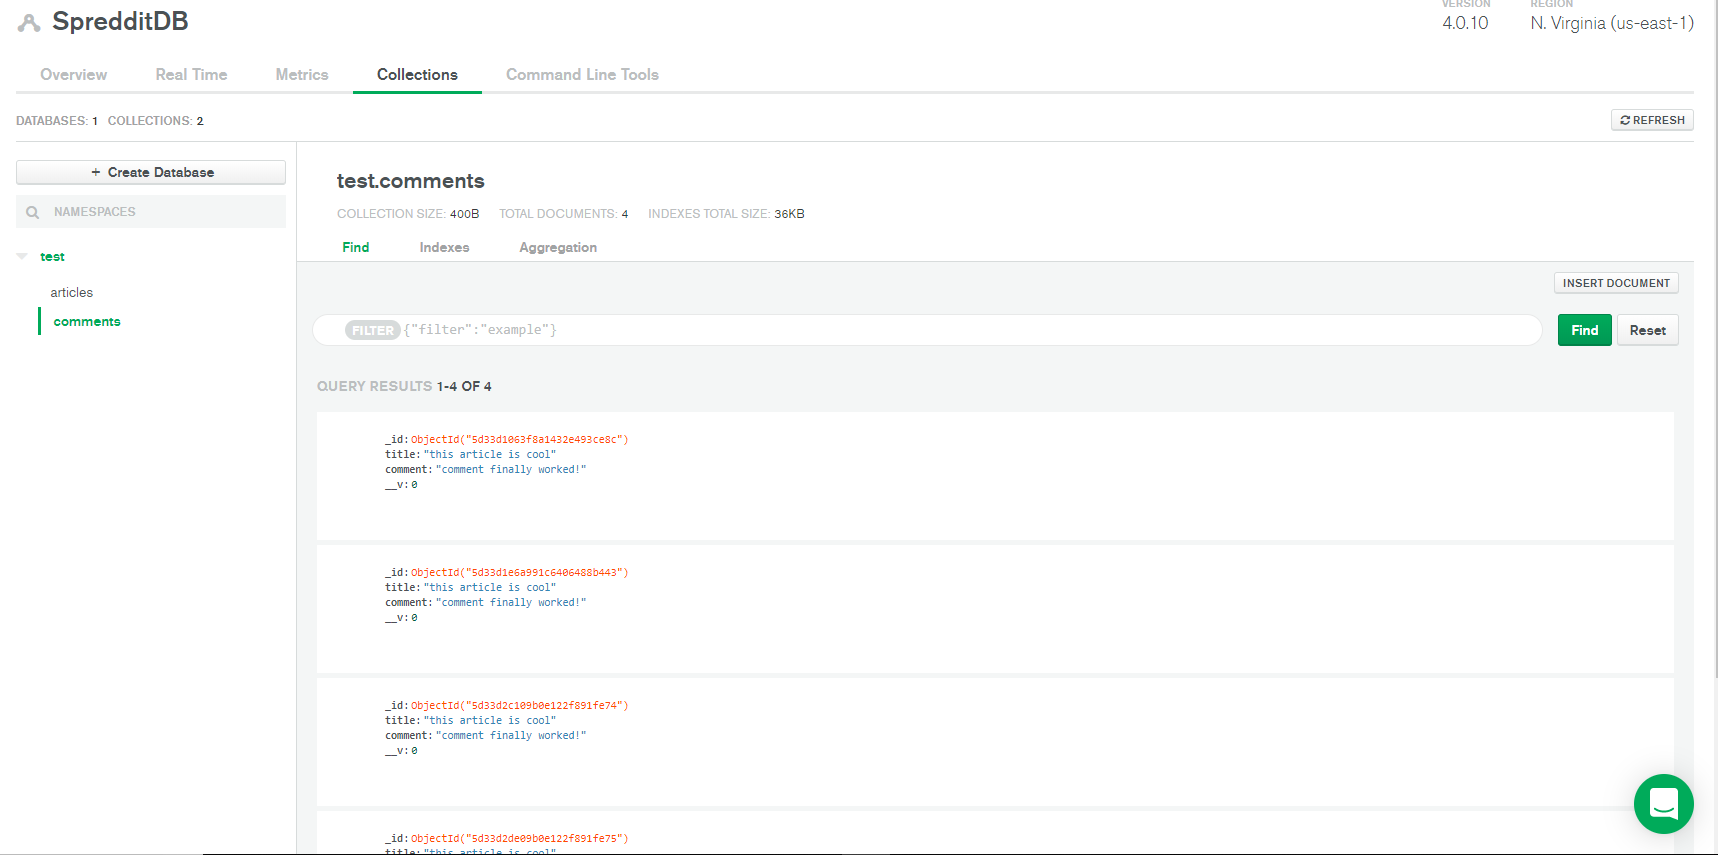 SpredditDB
VERSION
4.0.10
REGION
N. Virginia (us-east-1)
Overview Real Time Metrics Collections Command Line Tools
DATABASES: 1 COLLECTIONS: 2
REFRESH
+ Create Database
NAMESPACES
test
articles
comments
test.comments
COLLECTION SIZE: 400B TOTAL DOCUMENTS: 4 INDEXES TOTAL SIZE: 36KB
Find Indexes Aggregation
INSERT DOCUMENT
FILTER {"filter":"example"}
Find Reset
QUERY RESULTS 1-4 OF 4
_id:ObjectId("5d33d1063f8a1432e493ce8c")
title:"this article is cool"
comment:"comment finally worked!"
__v:0
_id:ObjectId("5d33d1e6a991c6406488b443")
title:"this article is cool"
comment:"comment finally worked!"
__v:0
_id:ObjectId("5d33d2c109b0e122f891fe74")
title:"this article is cool"
comment:"comment finally worked!"
__v:0
_id:ObjectId("5d33d2de09b0e122f891fe75")
title:"this article is cool"